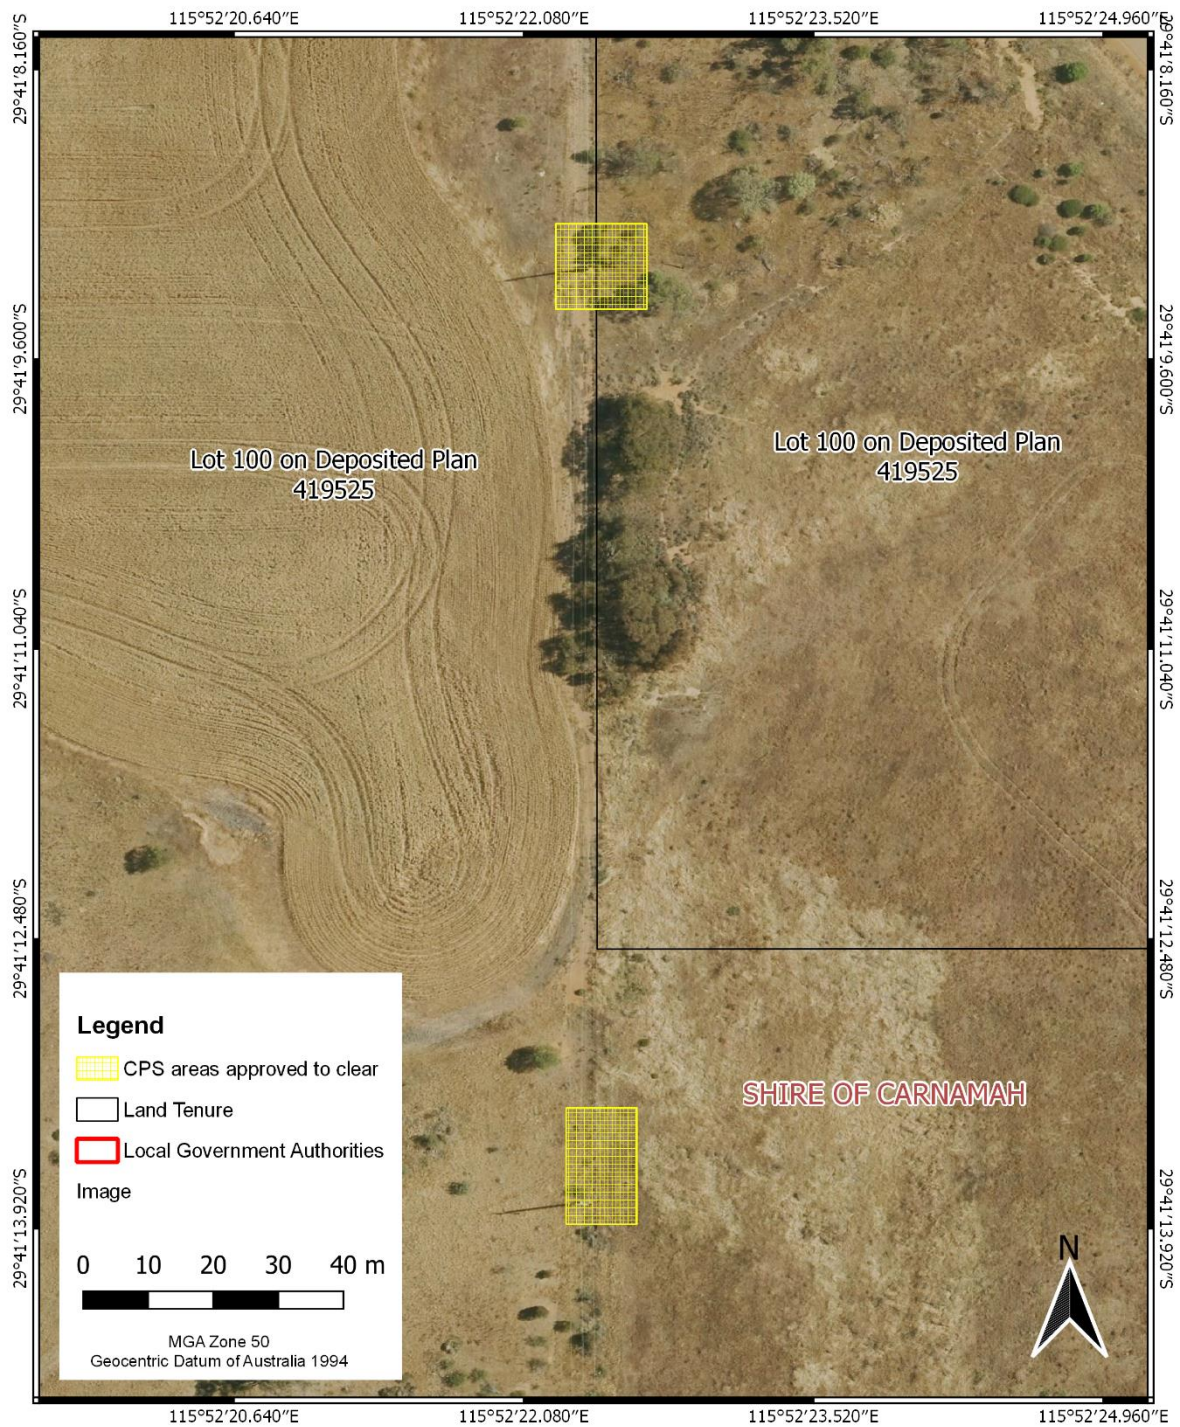 115°52'20.640"E 115°52'22.080"E 115°52'23.520"E 115°52'24.960"E
29°41'8.160"S 29°41'8.160"S
29°41'9.600"S 29°41'9.600"S
Lot 100 on Deposited Plan
419525
Lot 100 on Deposited Plan
419525
29°41'11.040"S 29°41'11.040"S
29°41'12.480"S 29°41'12.480"S
SHIRE OF CARNAMAH
Legend
CPS areas approved to clear
Land Tenure
Local Government Authorities
Image
0 10 20 30 40 m
MGA Zone 50
Geocentric Datum of Australia 1994
29°41'13.920"S 29°41'13.920"S
N
115°52'20.640"E 115°52'22.080"E 115°52'23.520"E 115°52'24.960"E